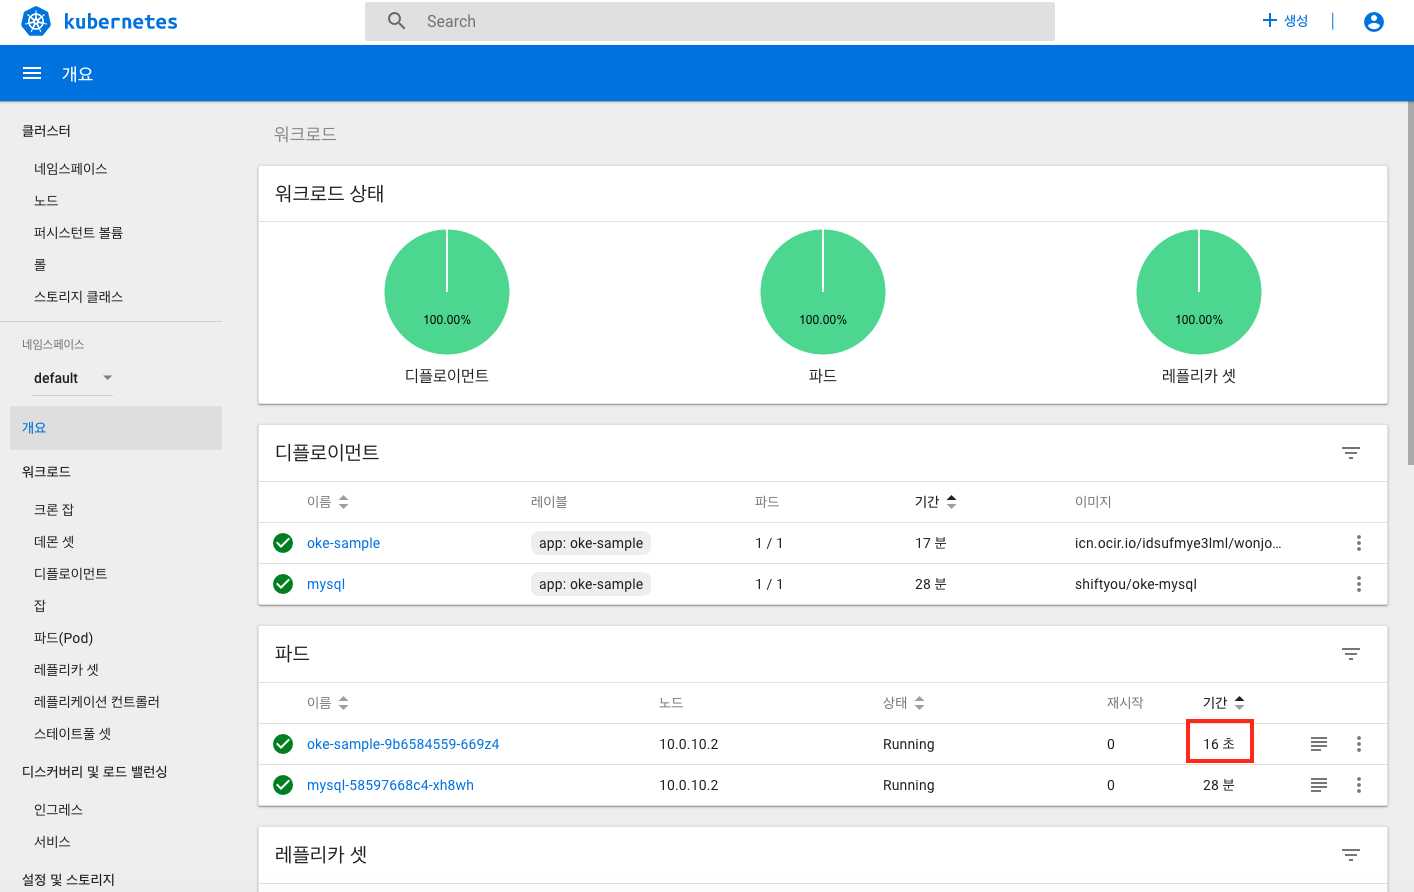 kubernetes
Search
생성
개요
클러스터
네임스페이스
노드
퍼시스턴트 볼륨
롤
스토리지 클래스
네임스페이스
default
개요
워크로드
크론 잡
데몬 셋
디플로이먼트
잡
파드(Pod)
레플리카 셋
레플리케이션 컨트롤러
스테이트풀 셋
디스커버리 및 로드 밸런싱
인그레스
서비스
설정 및 스토리지
워크로드
워크로드 상태
100.00% 100.00% 100.00%
디플로이먼트 파드 레플리카 셋
디플로이먼트
이름 레이블 파드 기간 이미지
oke-sample app: oke-sample 1 / 1 17 분 icn.ocir.io/idsufmye3lml/wonjo…
mysql app: oke-sample 1 / 1 28 분 shiftyou/oke-mysql
파드
이름 노드 상태 재시작 기간
oke-sample-9b6584559-669z4 10.0.10.2 Running 0 16 초
mysql-58597668c4-xh8wh 10.0.10.2 Running 0 28 분
레플리카 셋